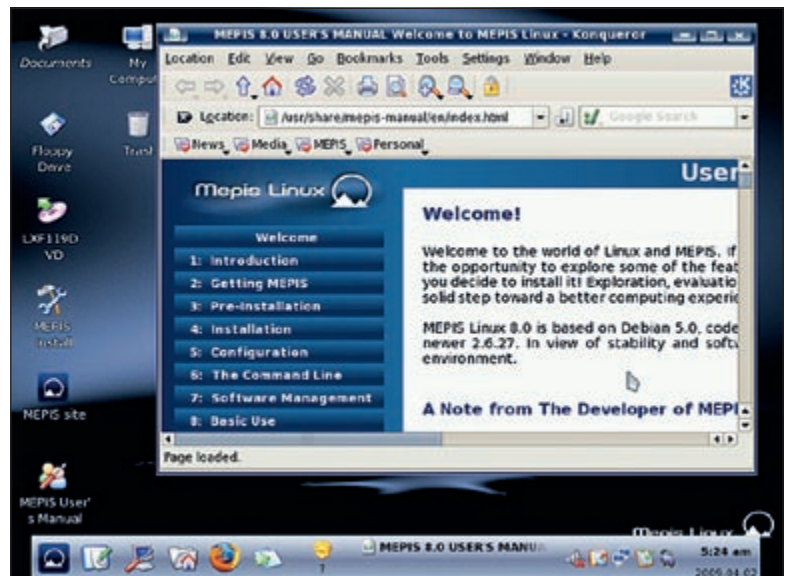 MEPIS 8.0 USER'S MANUAL Welcome to MEPIS Linux - Konqueror
Location Edit View Go Bookmarks Tools Settings Window Help
Location: /usr/share/mepis-manual/en/index.html
Google Search
News Media MEPIS Personal
Mepis Linux
User
Welcome
1: Introduction
2: Getting MEPIS
3: Pre-Installation
4: Installation
5: Configuration
6: The Command Line
7: Software Management
8: Basic Use
Welcome!
Welcome to the world of Linux and MEPIS. If
the opportunity to explore some of the feat
you decide to install it! Exploration, evaluatio
solid step toward a better computing experie
MEPIS Linux 8.0 is based on Debian 5.0, code
newer 2.6.27. In view of stability and softw
environment.
A Note from The Developer of MEPI
Page loaded.
Documents
My
Comput
Floppy
Drive
Trash
LXF119D
VD
MEPIS
Install
MEPIS site
MEPIS User'
s Manual
Mepis Linux
MEPIS 8.0 USER'S MANUA
5:24 am
2009-04-02